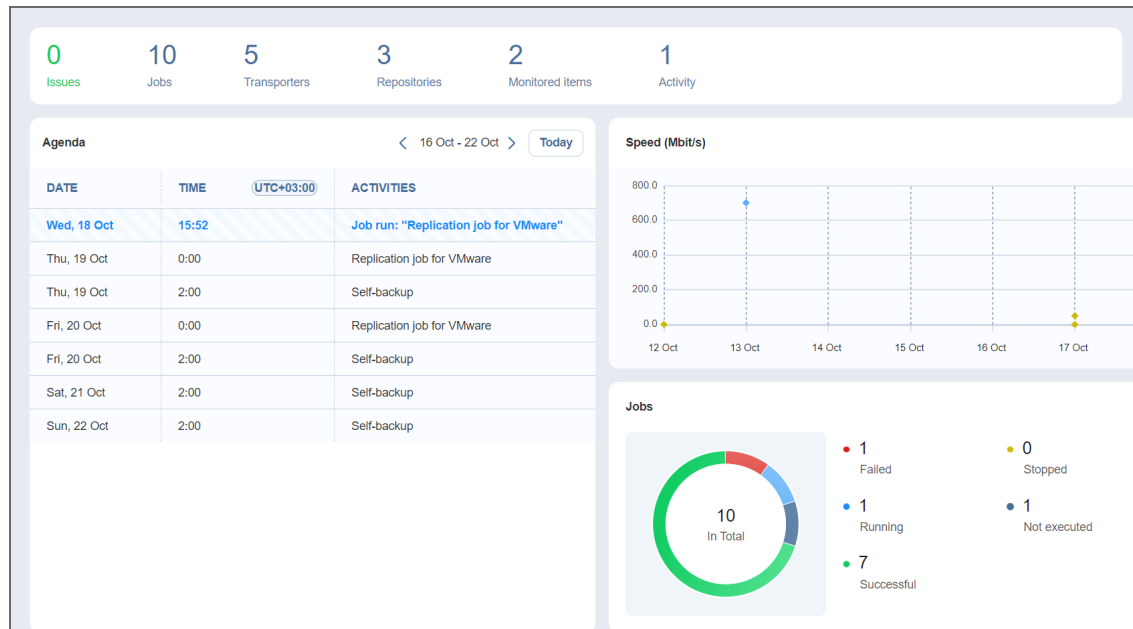 0 10 5 3 2 1
Issues Jobs Transporters Repositories Monitored items Activity
Agenda 16 Oct - 22 Oct Today
DATE TIME UTC+03:00 ACTIVITIES
Wed, 18 Oct 15:52 Job run: "Replication job for VMware"
Thu, 19 Oct 0:00 Replication job for VMware
Thu, 19 Oct 2:00 Self-backup
Fri, 20 Oct 0:00 Replication job for VMware
Fri, 20 Oct 2:00 Self-backup
Sat, 21 Oct 2:00 Self-backup
Sun, 22 Oct 2:00 Self-backup
Speed (Mbit/s)
800.0
600.0
400.0
200.0
0.0
12 Oct 13 Oct 14 Oct 15 Oct 16 Oct 17 Oct
Jobs
10
In Total
1 0
Failed Stopped
1 1
Running Not executed
7
Successful